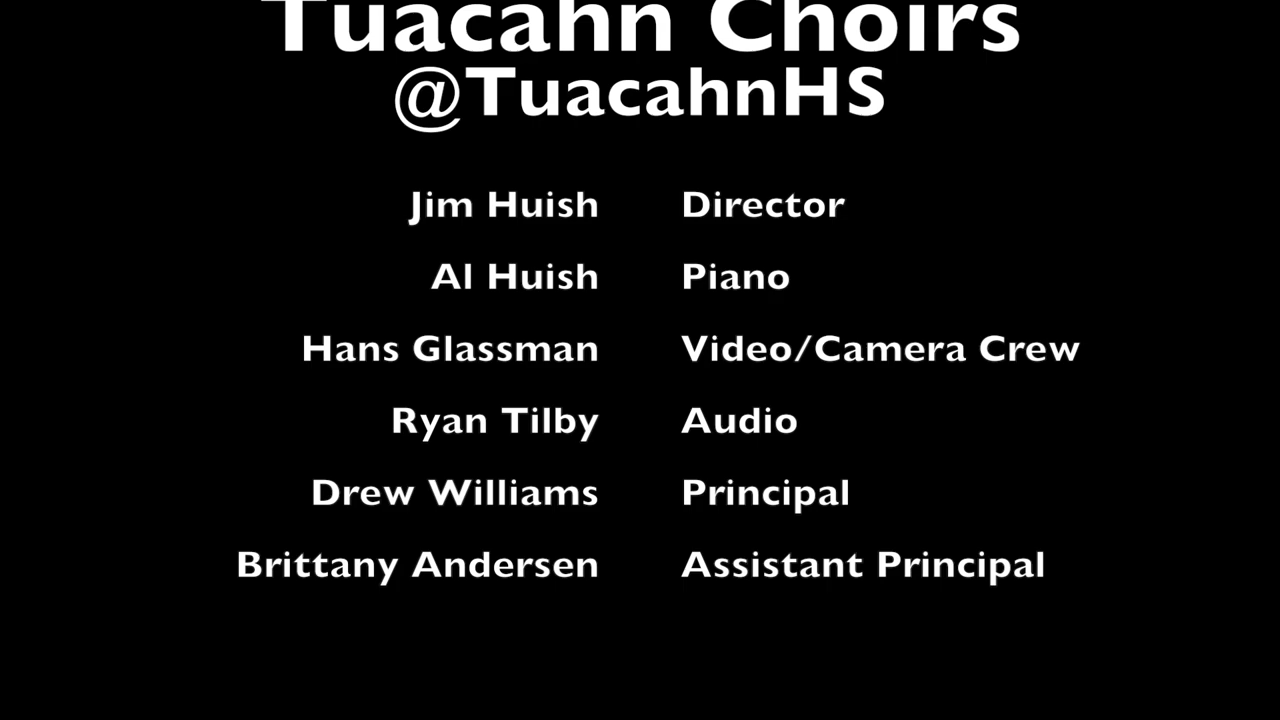 Tuacahn Choirs
@TuacahnHS
Jim Huish Director
Al Huish Piano
Hans Glassman Video/Camera Crew
Ryan Tilby Audio
Drew Williams Principal
Brittany Andersen Assistant Principal